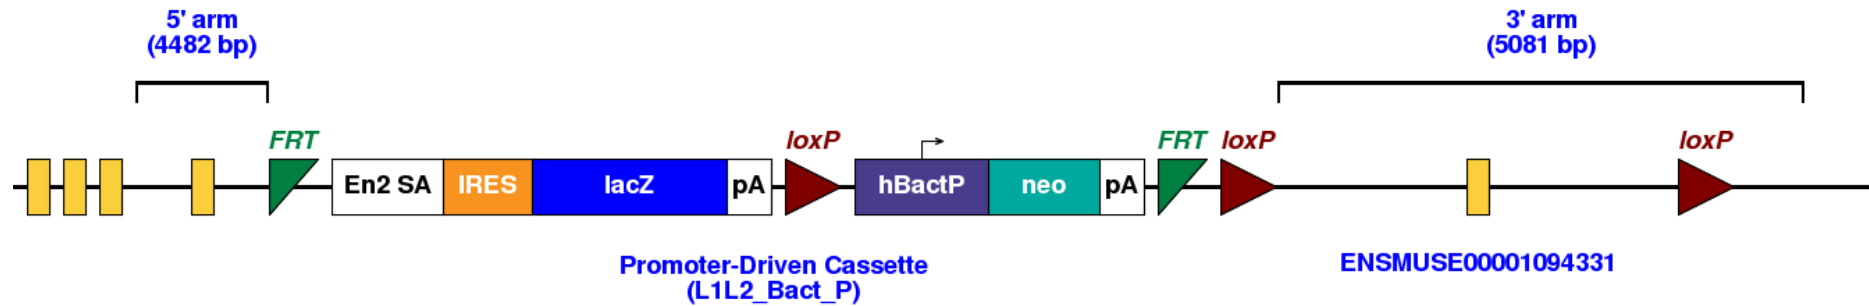 5' arm
(4482 bp)
3' arm
(5081 bp)
FRT
loxP
FRT
loxP
loxP
En2 SA
IRES
lacZ
pA
hBactP
neo
pA
Promoter-Driven Cassette
(L1L2_Bact_P)
ENSMUSE00001094331